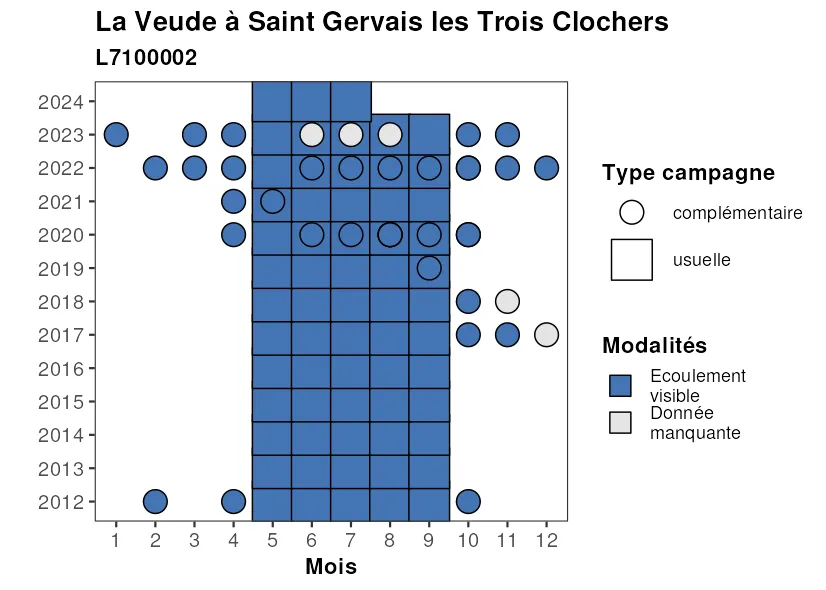 La Veude à Saint Gervais les Trois Clochers
L7100002
2024
2023
2022
2021
2020
2019
2018
2017
2016
2015
2014
2013
2012
1 2 3 4 5 6 7 8 9 10 11 12
Mois
Type campagne
complémentaire
usuelle
Modalités
Ecoulement
visible
Donnée
manquante